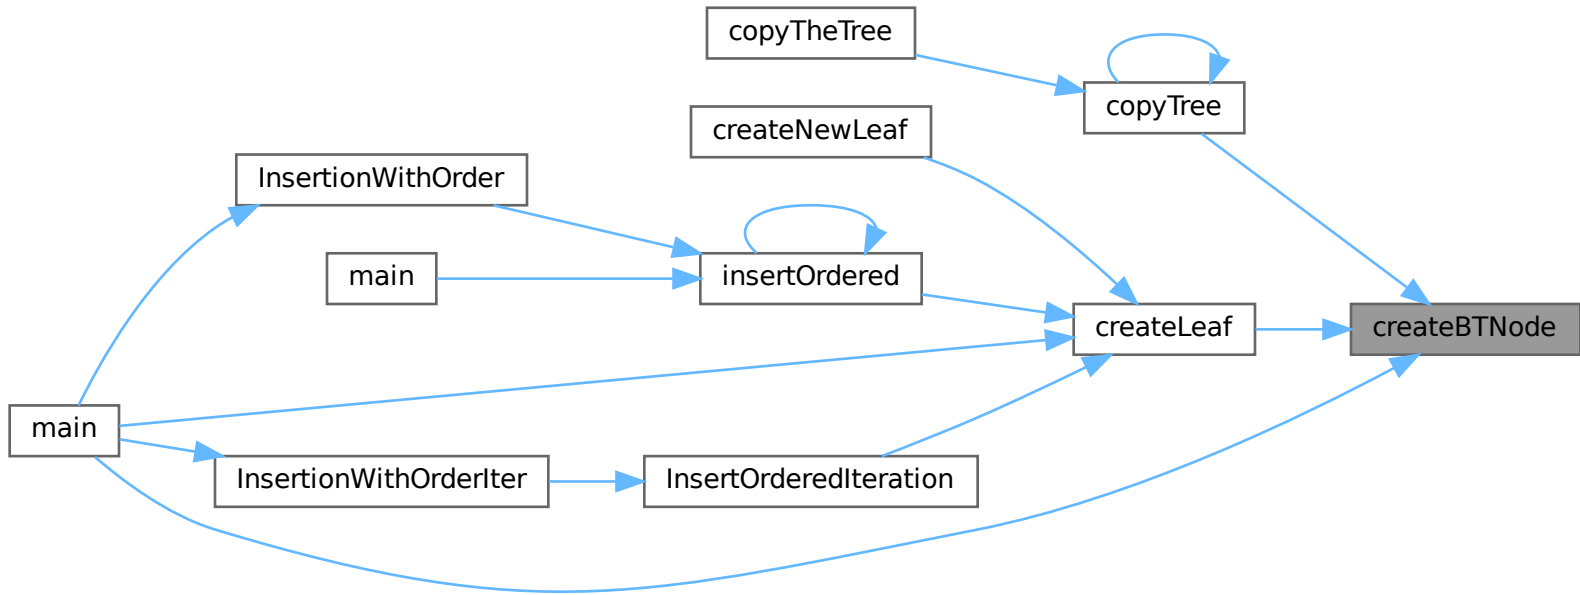 copyTheTree
copyTree
createNewLeaf
InsertionWithOrder
main
insertOrdered
createLeaf
createBTNode
main
InsertionWithOrderIter
InsertOrderedIteration